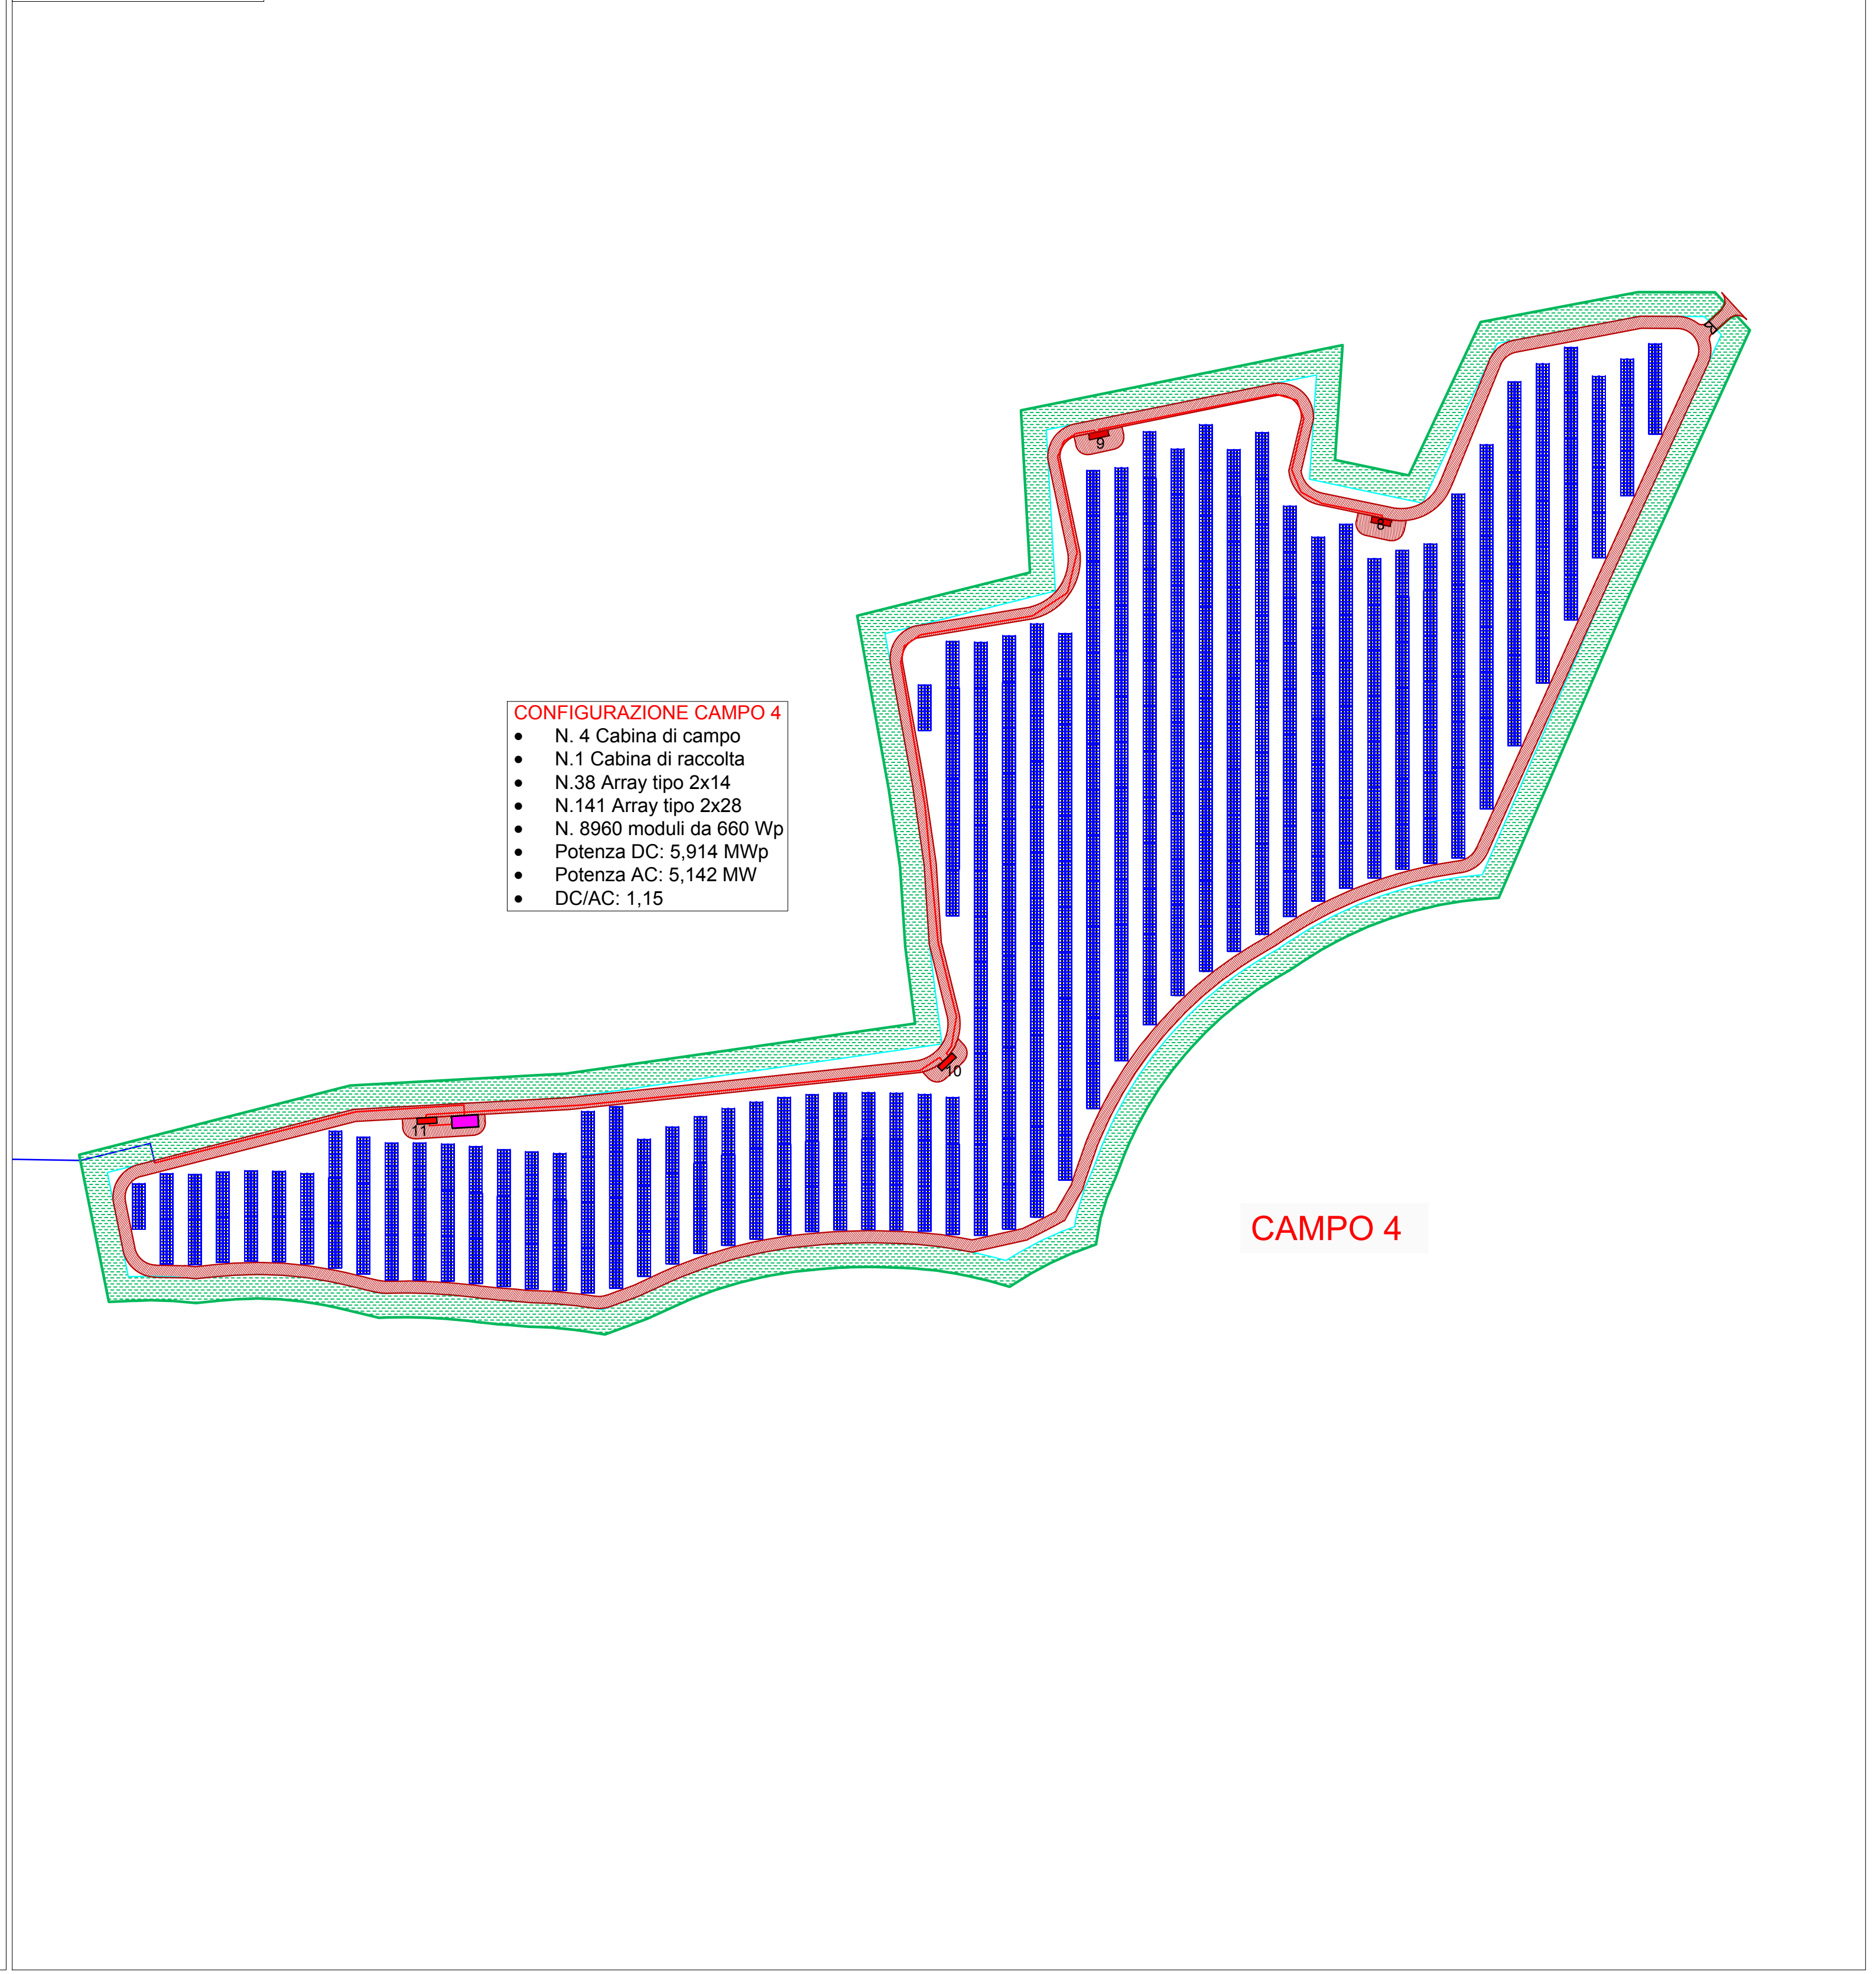 9
8
CONFIGURAZIONE CAMPO 4
● N. 4 Cabina di campo
● N.1 Cabina di raccolta
● N.38 Array tipo 2x14
● N.141 Array tipo 2x28
● N. 8960 moduli da 660 Wp
● Potenza DC: 5,914 MWp
● Potenza AC: 5,142 MW
● DC/AC: 1,15
10
11
CAMPO 4